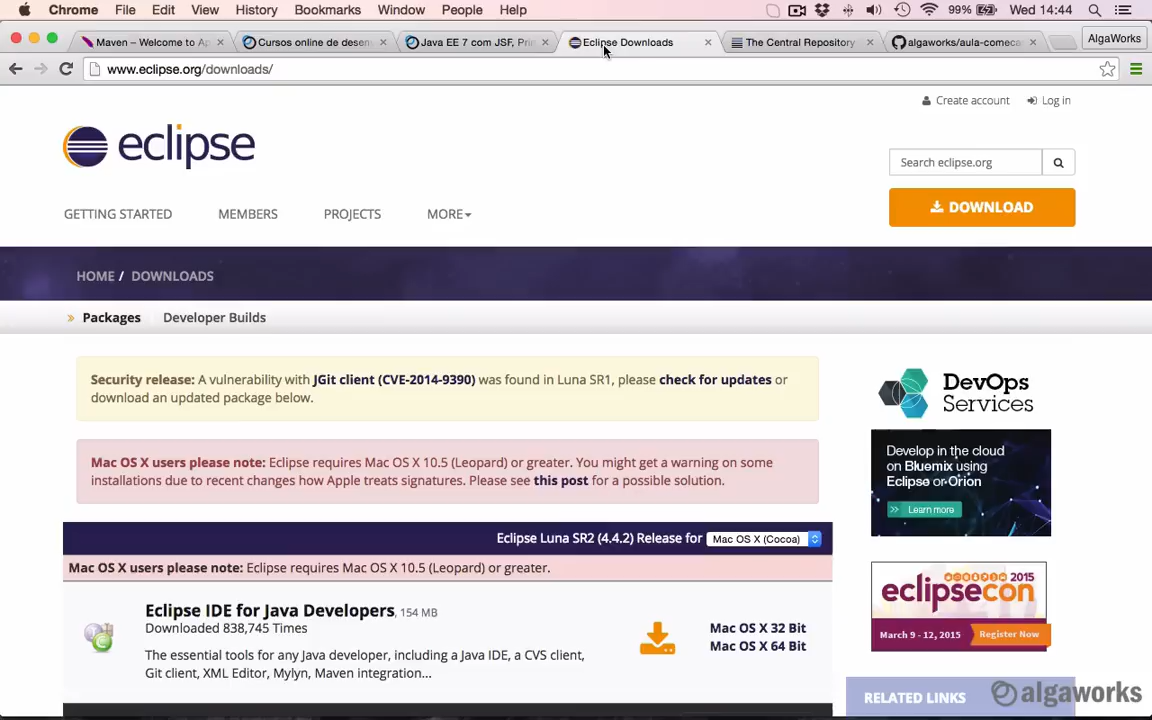 Chrome File Edit View History Bookmarks Window People Help 99% Wed 14:44
Maven – Welcome to Ap Cursos online de desen Java EE 7 com JSF, Prin Eclipse Downloads The Central Repository algaworks/aula-comeca AlgaWorks
www.eclipse.org/downloads/
Create account Log in
eclipse
Search eclipse.org
DOWNLOAD
GETTING STARTED MEMBERS PROJECTS MORE
HOME / DOWNLOADS
» Packages Developer Builds
Security release: A vulnerability with JGit client (CVE-2014-9390) was found in Luna SR1, please check for updates or
download an updated package below.
Mac OS X users please note: Eclipse requires Mac OS X 10.5 (Leopard) or greater. You might get a warning on some
installations due to recent changes how Apple treats signatures. Please see this post for a possible solution.
Eclipse Luna SR2 (4.4.2) Release for Mac OS X (Cocoa)
Mac OS X users please note: Eclipse requires Mac OS X 10.5 (Leopard) or greater.
Eclipse IDE for Java Developers, 154 MB
Downloaded 838,745 Times
The essential tools for any Java developer, including a Java IDE, a CVS client,
Git client, XML Editor, Mylyn, Maven integration...
Mac OS X 32 Bit
Mac OS X 64 Bit
DevOps
Services
Develop in the cloud
on Bluemix using
Eclipse or Orion
» Learn more
eclipsecon 2015
March 9 - 12, 2015 Register Now
RELATED LINKS
algaworks